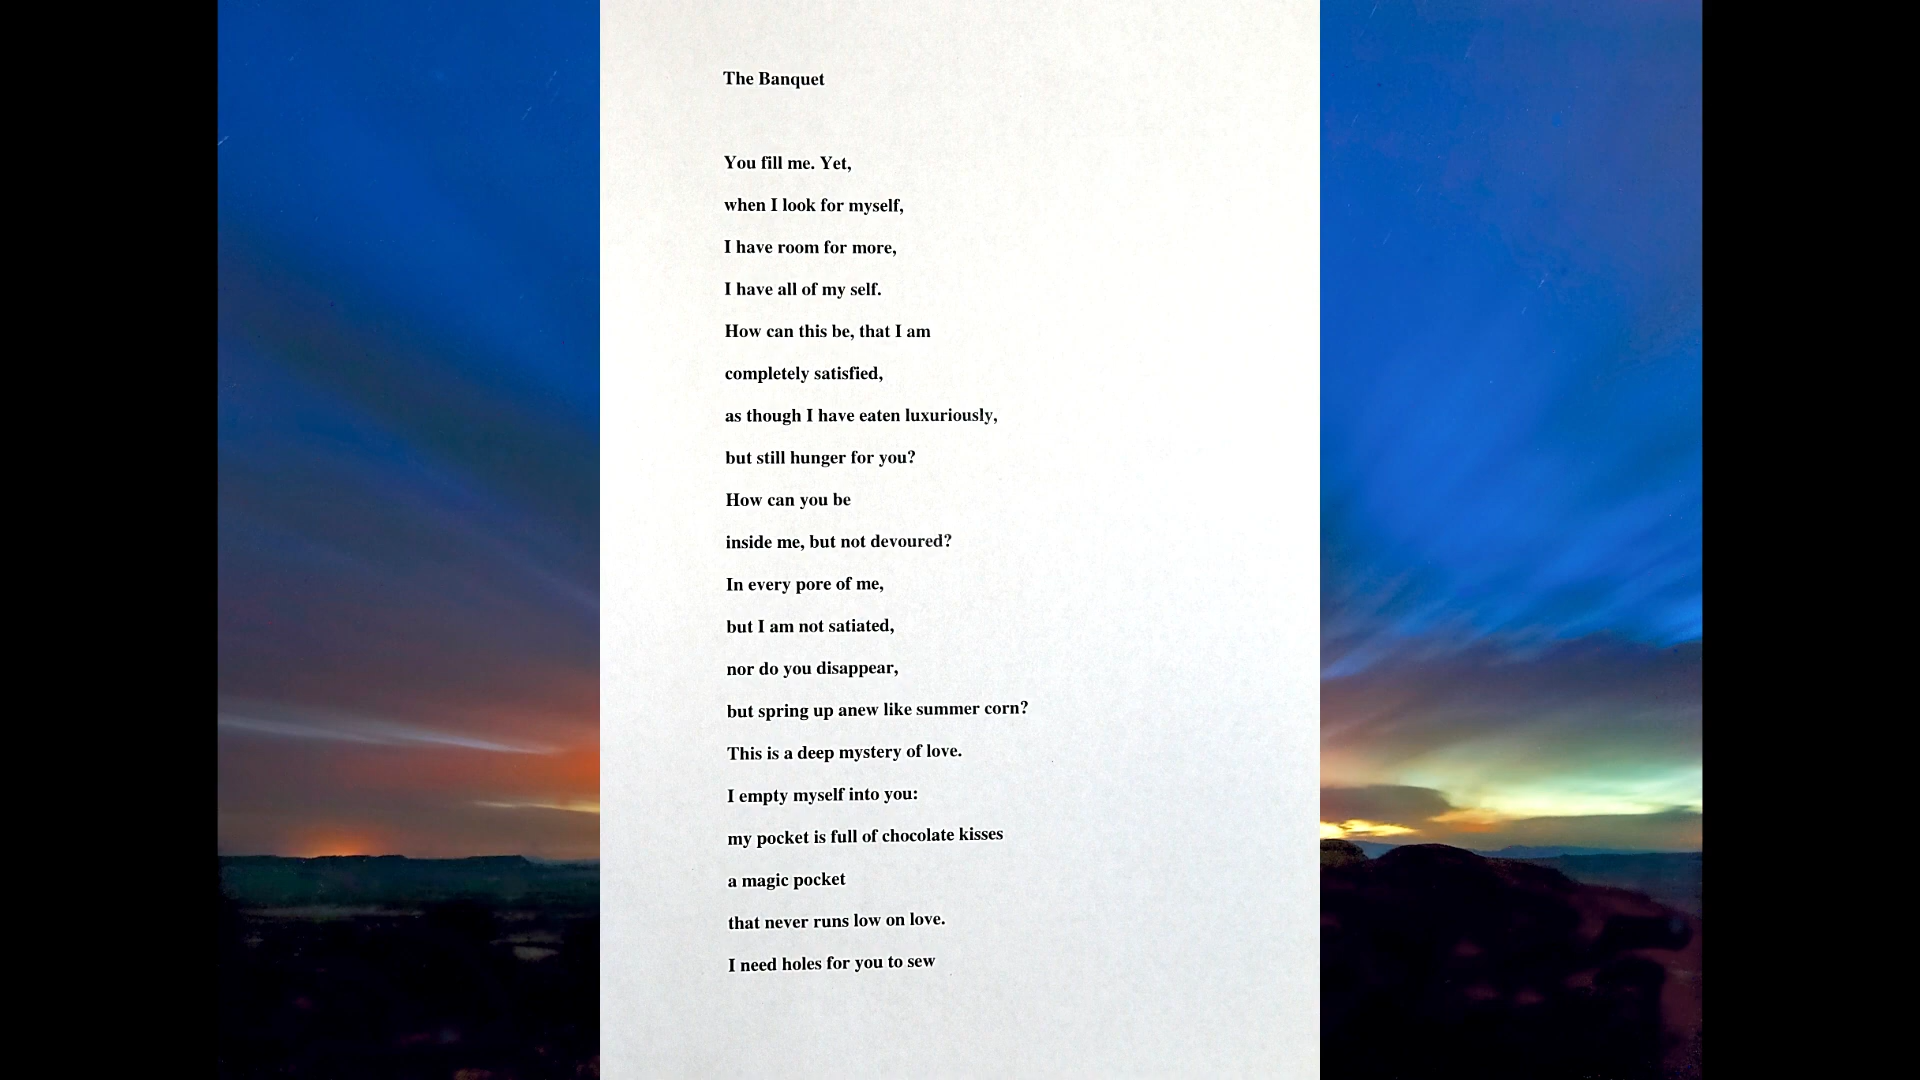 The Banquet
You fill me. Yet,
when I look for myself,
I have room for more,
I have all of my self.
How can this be, that I am
completely satisfied,
as though I have eaten luxuriously,
but still hunger for you?
How can you be
inside me, but not devoured?
In every pore of me,
but I am not satiated,
nor do you disappear,
but spring up anew like summer corn?
This is a deep mystery of love.
I empty myself into you:
my pocket is full of chocolate kisses
a magic pocket
that never runs low on love.
I need holes for you to sew